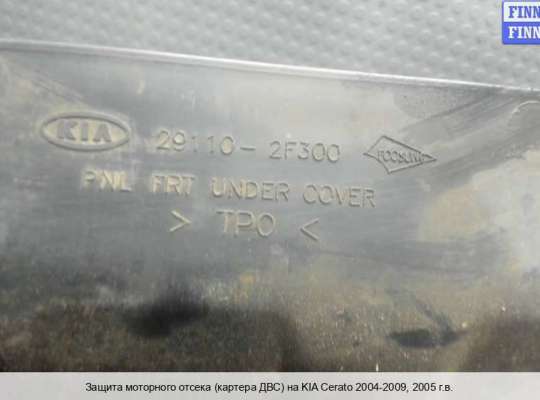 FINN
FINN
KIA 29110-2F300
PNL FRT UNDER COVER
> TPO <
Защита моторного отсека (картера ДВС) на KIA Cerato 2004-2009, 2005 г.в.